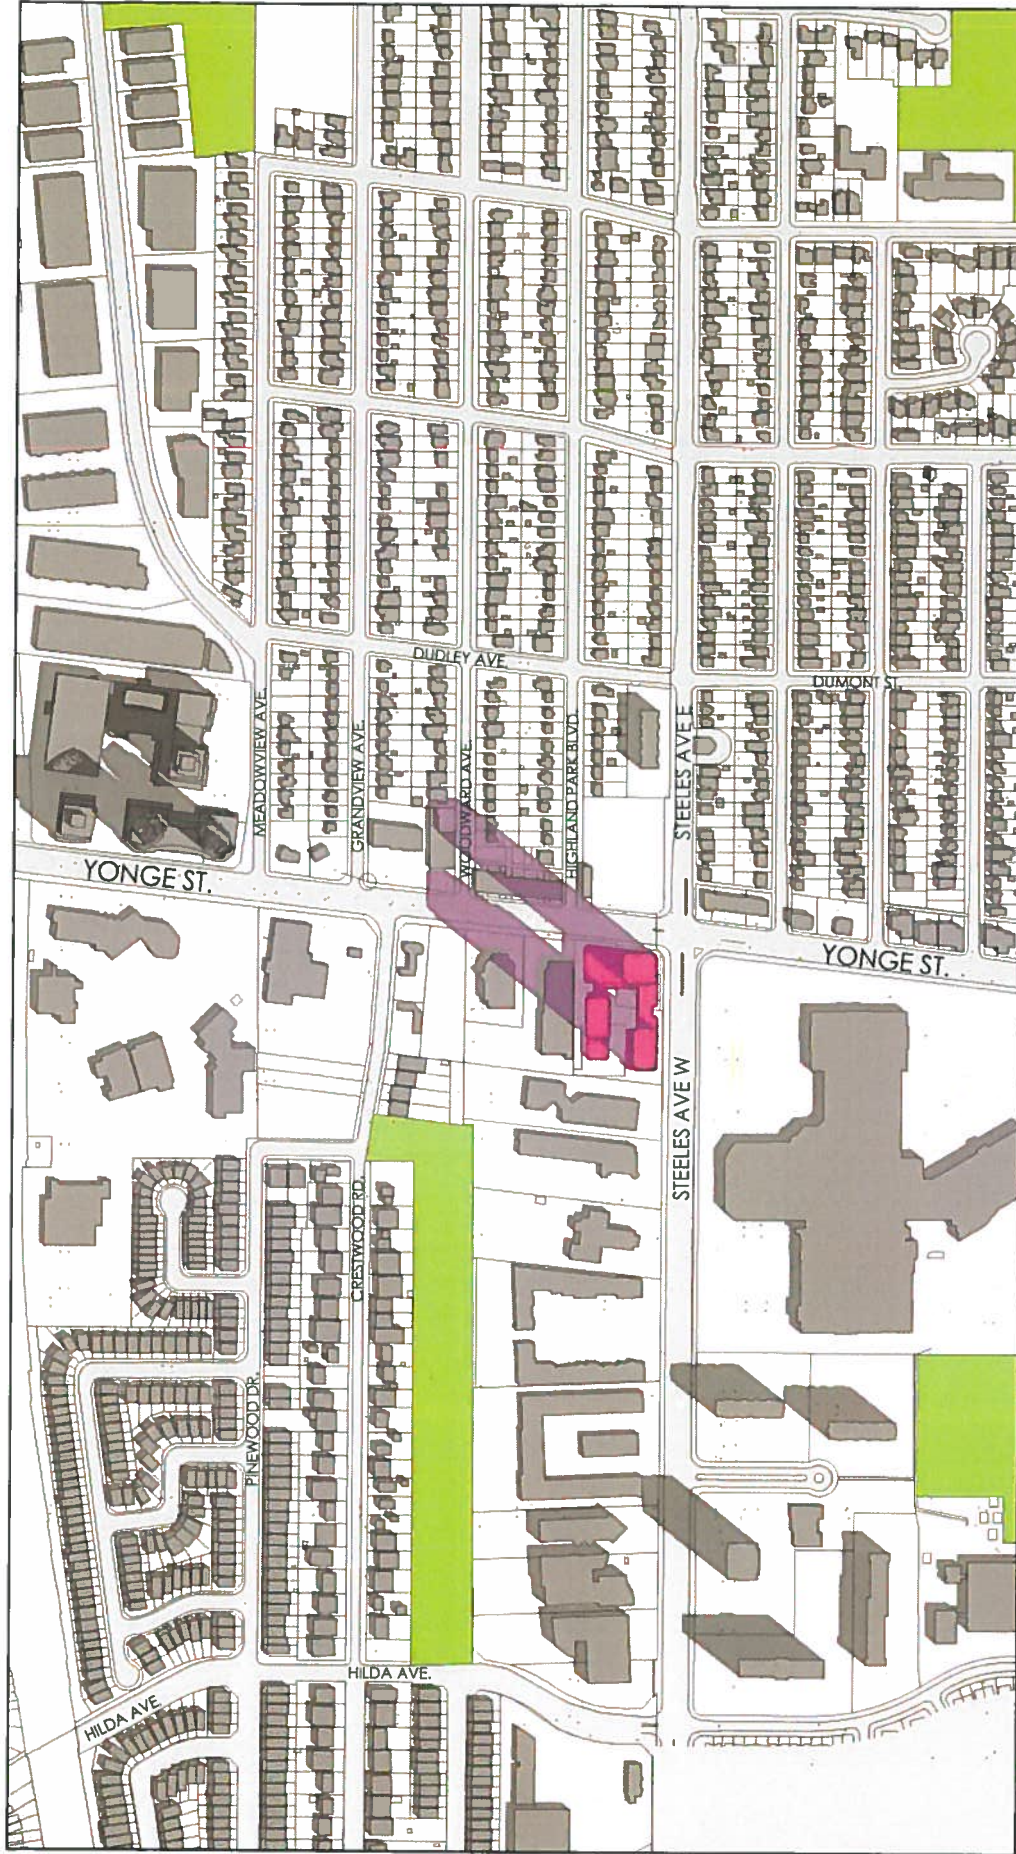 DUDLEY AVE.
DUMONT ST.
MEADOWVIEW AVE.
GRANDVIEW AVE.
WOODWARD AVE.
HIGHLAND PARK BLVD.
STEELES AVE E
YONGE ST.
YONGE ST.
STEELES AVE W
CRESTWOOD RD.
PINEWOOD DR.
HILDA AVE.
HILDA AVE.